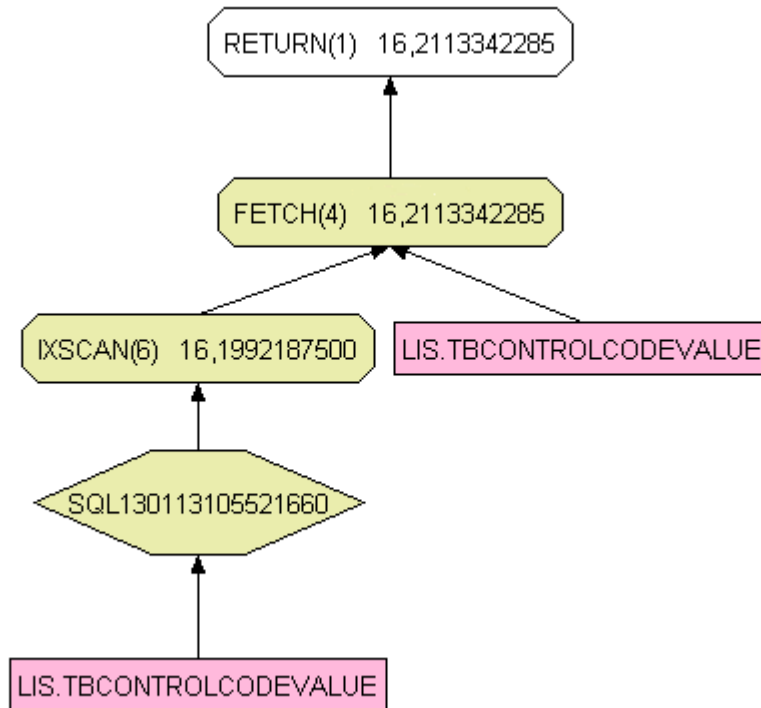 RETURN(1) 16,2113342285
FETCH(4) 16,2113342285
IXSCAN(6) 16,1992187500
LIS.TBCONTROLCODEVALUE
SQL130113105521660
LIS.TBCONTROLCODEVALUE